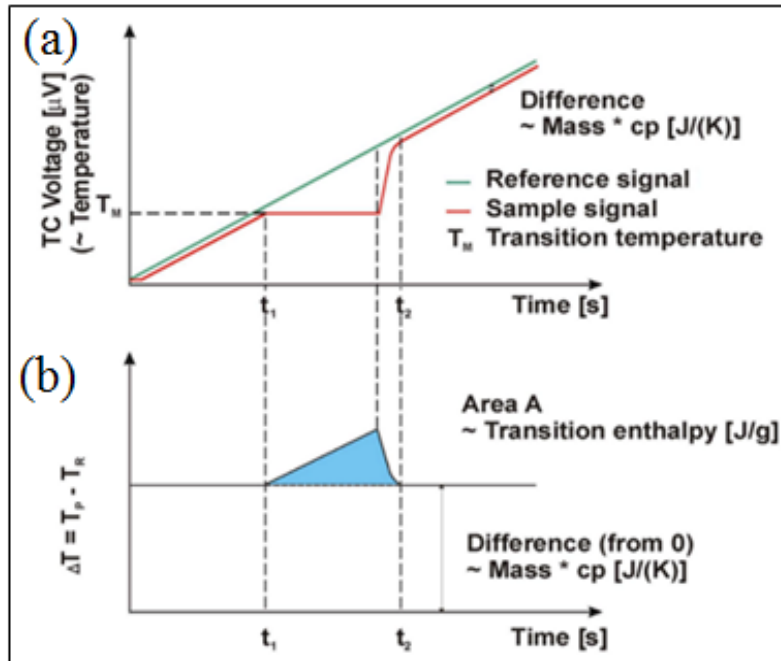 (a)
TC Voltage [µV]
(~ Temperature)
Difference
~ Mass * cp [J/(K)]
Reference signal
Sample signal
T_M Transition temperature
T_M
t₁
t₂
Time [s]
(b)
ΔT = T_P - T_R
Area A
~ Transition enthalpy [J/g]
Difference (from 0)
~ Mass * cp [J/(K)]
t₁
t₂
Time [s]